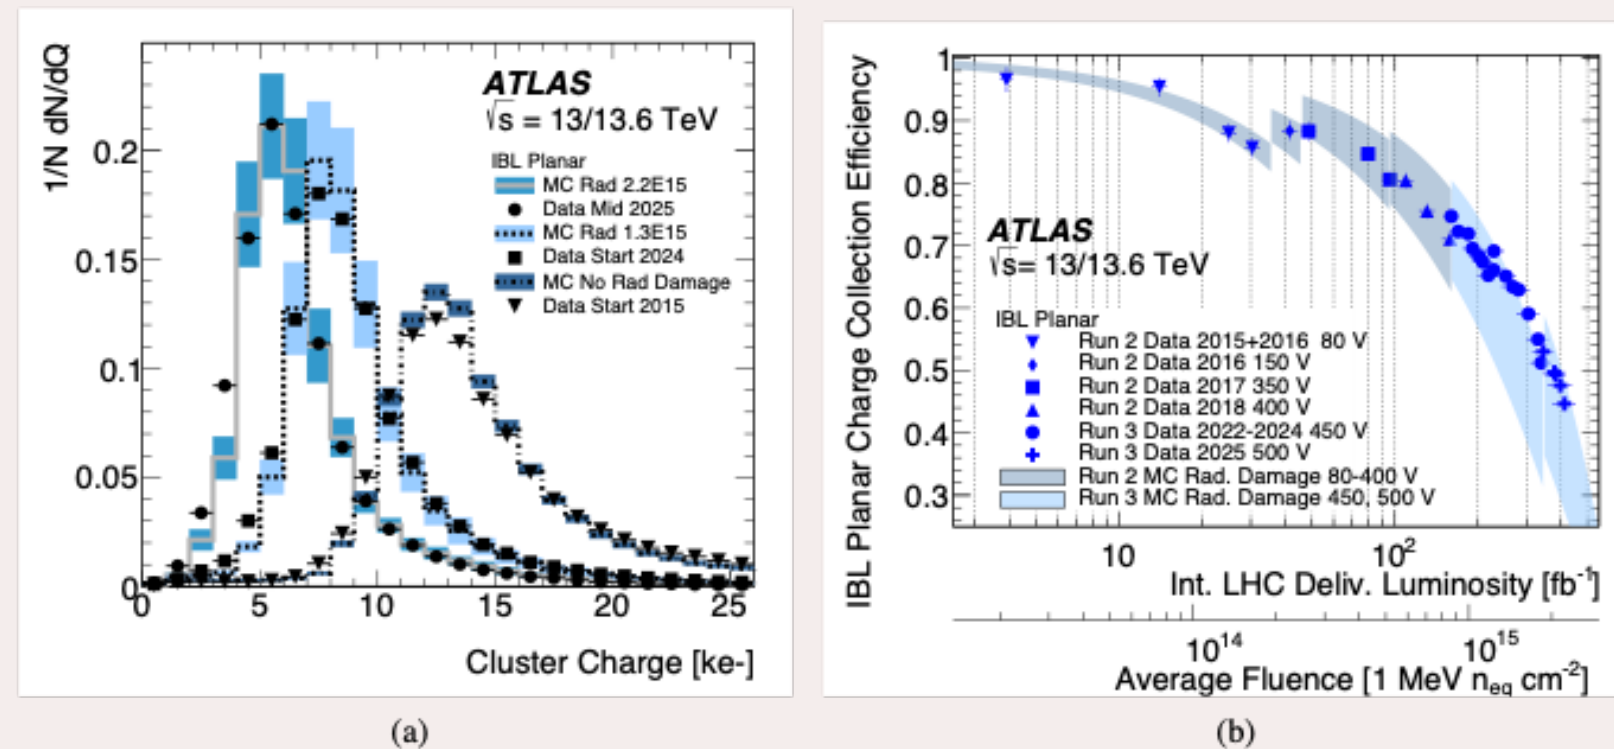 1/N dN/dQ
0.2
0.15
0.1
0.05
0
0
5
10
15
20
25
Cluster Charge [ke-]
ATLAS
√s = 13/13.6 TeV
IBL Planar
MC Rad 2.2E15
Data Mid 2025
MC Rad 1.3E15
Data Start 2024
MC No Rad Damage
Data Start 2015
(a)
IBL Planar Charge Collection Efficiency
1
0.9
0.8
0.7
0.6
0.5
0.4
0.3
ATLAS
√s= 13/13.6 TeV
IBL Planar
Run 2 Data 2015+2016 80 V
Run 2 Data 2016 150 V
Run 2 Data 2017 350 V
Run 2 Data 2018 400 V
Run 3 Data 2022-2024 450 V
Run 3 Data 2025 500 V
Run 2 MC Rad. Damage 80-400 V
Run 3 MC Rad. Damage 450, 500 V
10
10²
Int. LHC Deliv. Luminosity [fb⁻¹]
10¹⁴
10¹⁵
Average Fluence [1 MeV n_eq cm⁻²]
(b)